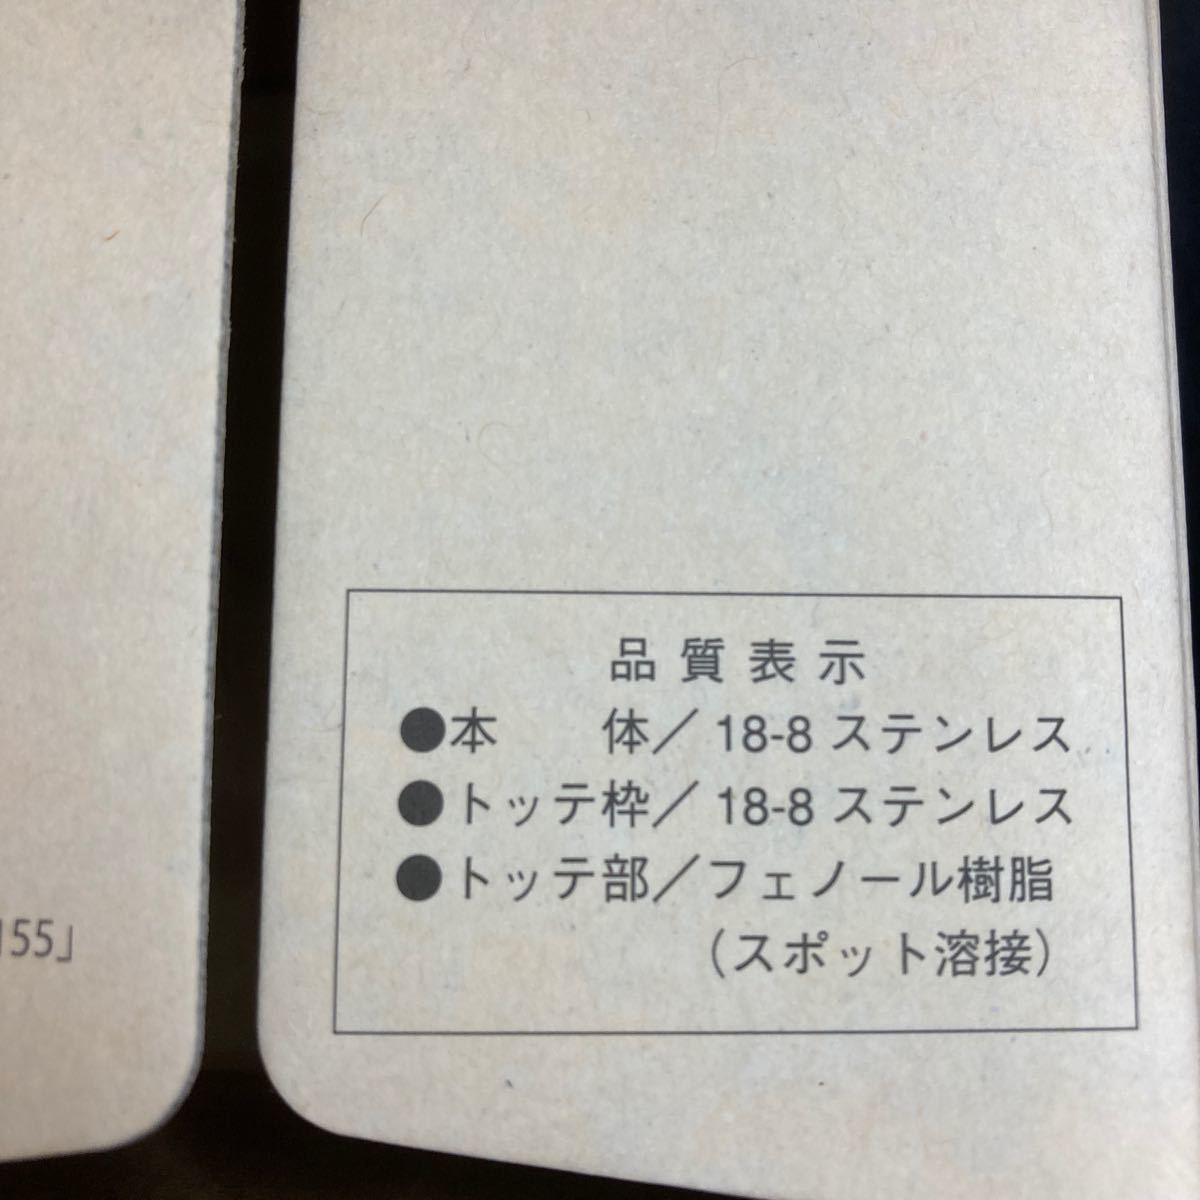 155」
品質表示
●本　　体／18-8 ステンレス
●トッテ枠／18-8 ステンレス
●トッテ部／フェノール樹脂
（スポット溶接）